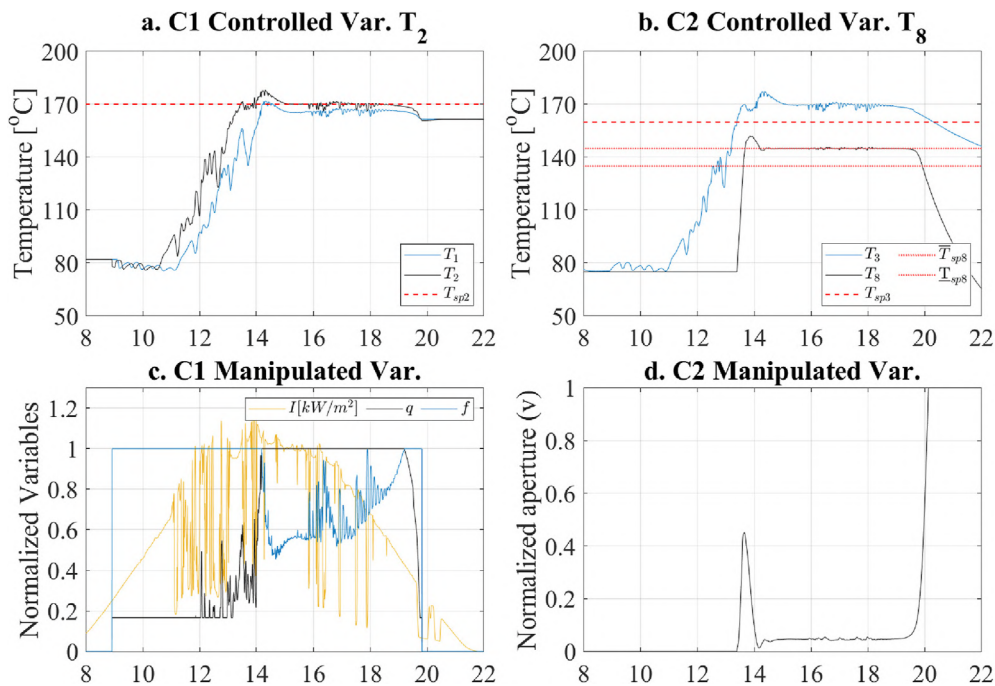 a. C1 Controlled Var. T₂
Temperature [°C]
200
170
140
110
80
50
8 10 12 14 16 18 20 22
T₁
T₂
Tsp2
b. C2 Controlled Var. T₈
Temperature [°C]
200
170
140
110
80
50
8 10 12 14 16 18 20 22
T₃ T̅sp8
T₈ T̲sp8
Tsp3
c. C1 Manipulated Var.
Normalized Variables
I[kW/m²] q f
1.2
1
0.8
0.6
0.4
0.2
0
8 10 12 14 16 18 20 22
d. C2 Manipulated Var.
Normalized aperture (v)
1
0.8
0.6
0.4
0.2
0
8 10 12 14 16 18 20 22